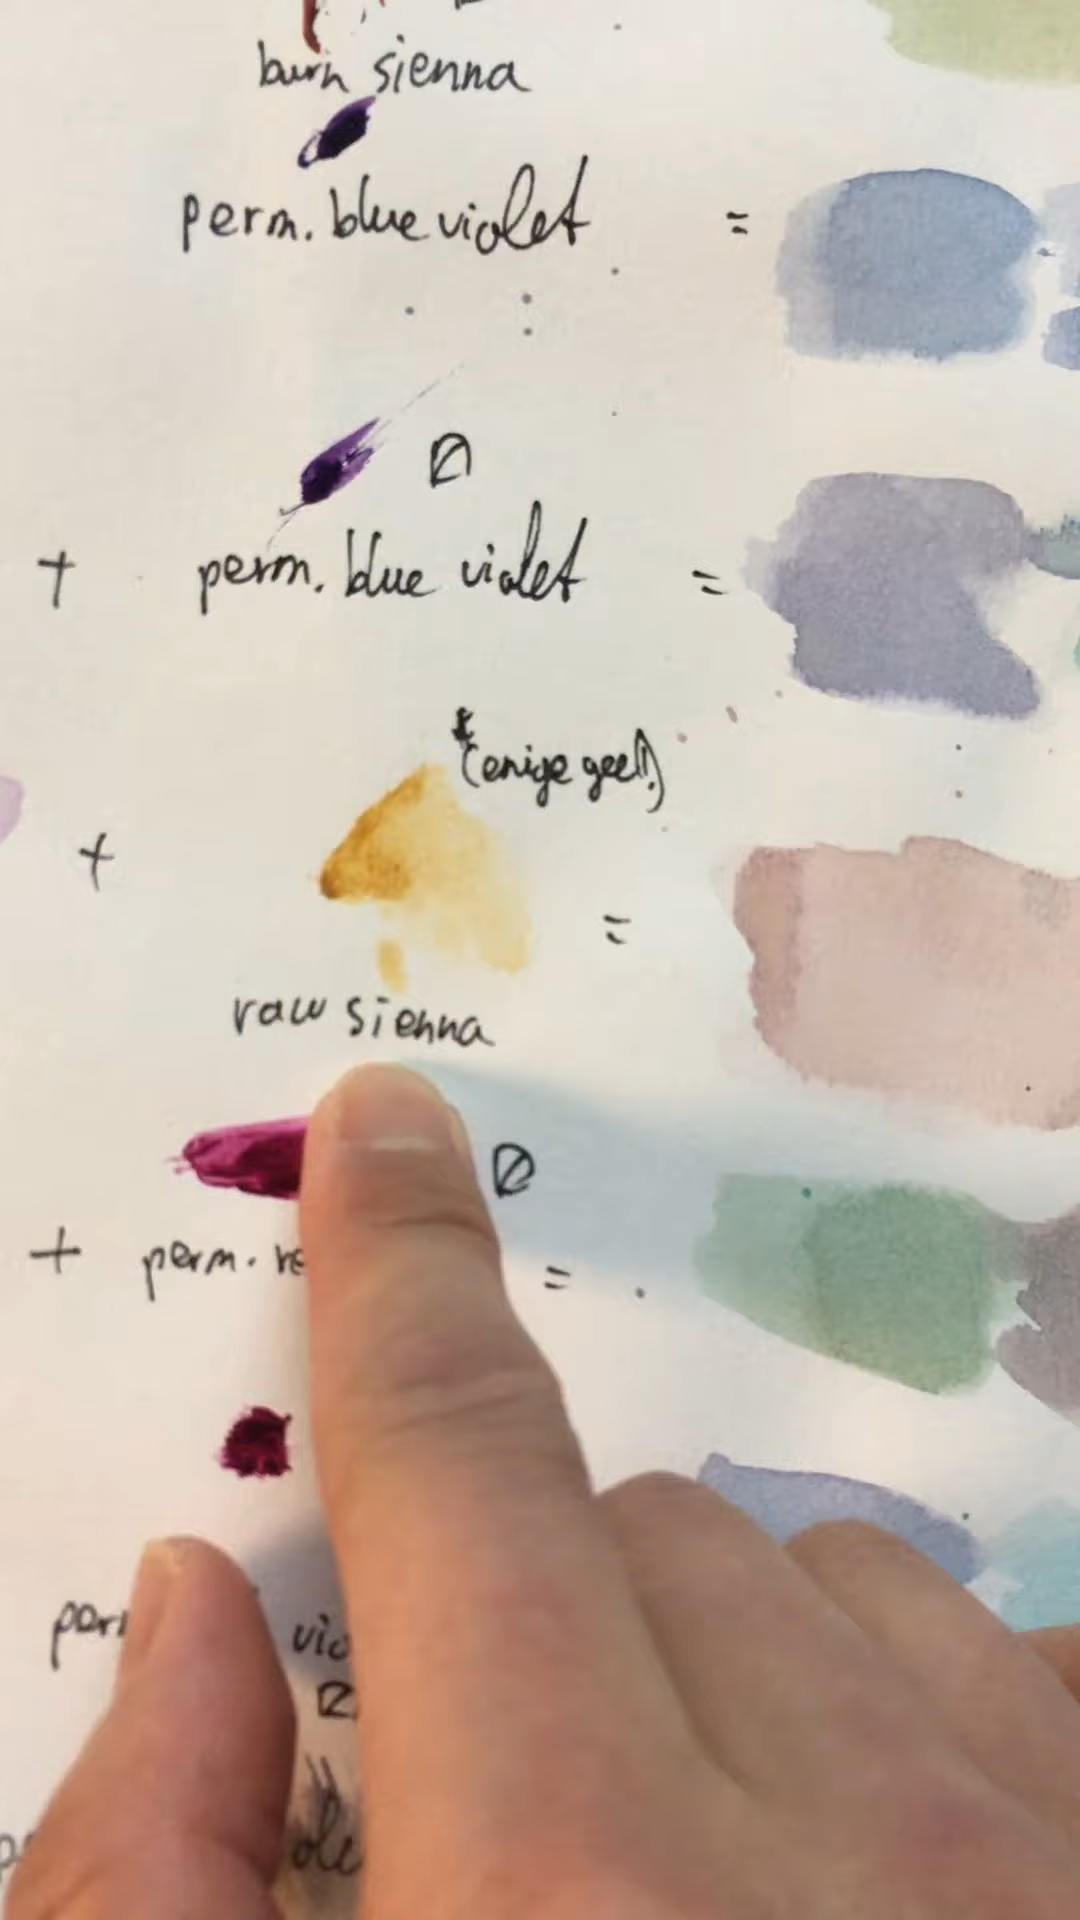 burn sienna
perm. blue violet =
+ perm. blue violet =
(enige geel!)
+ =
raw sienna
+ perm. =